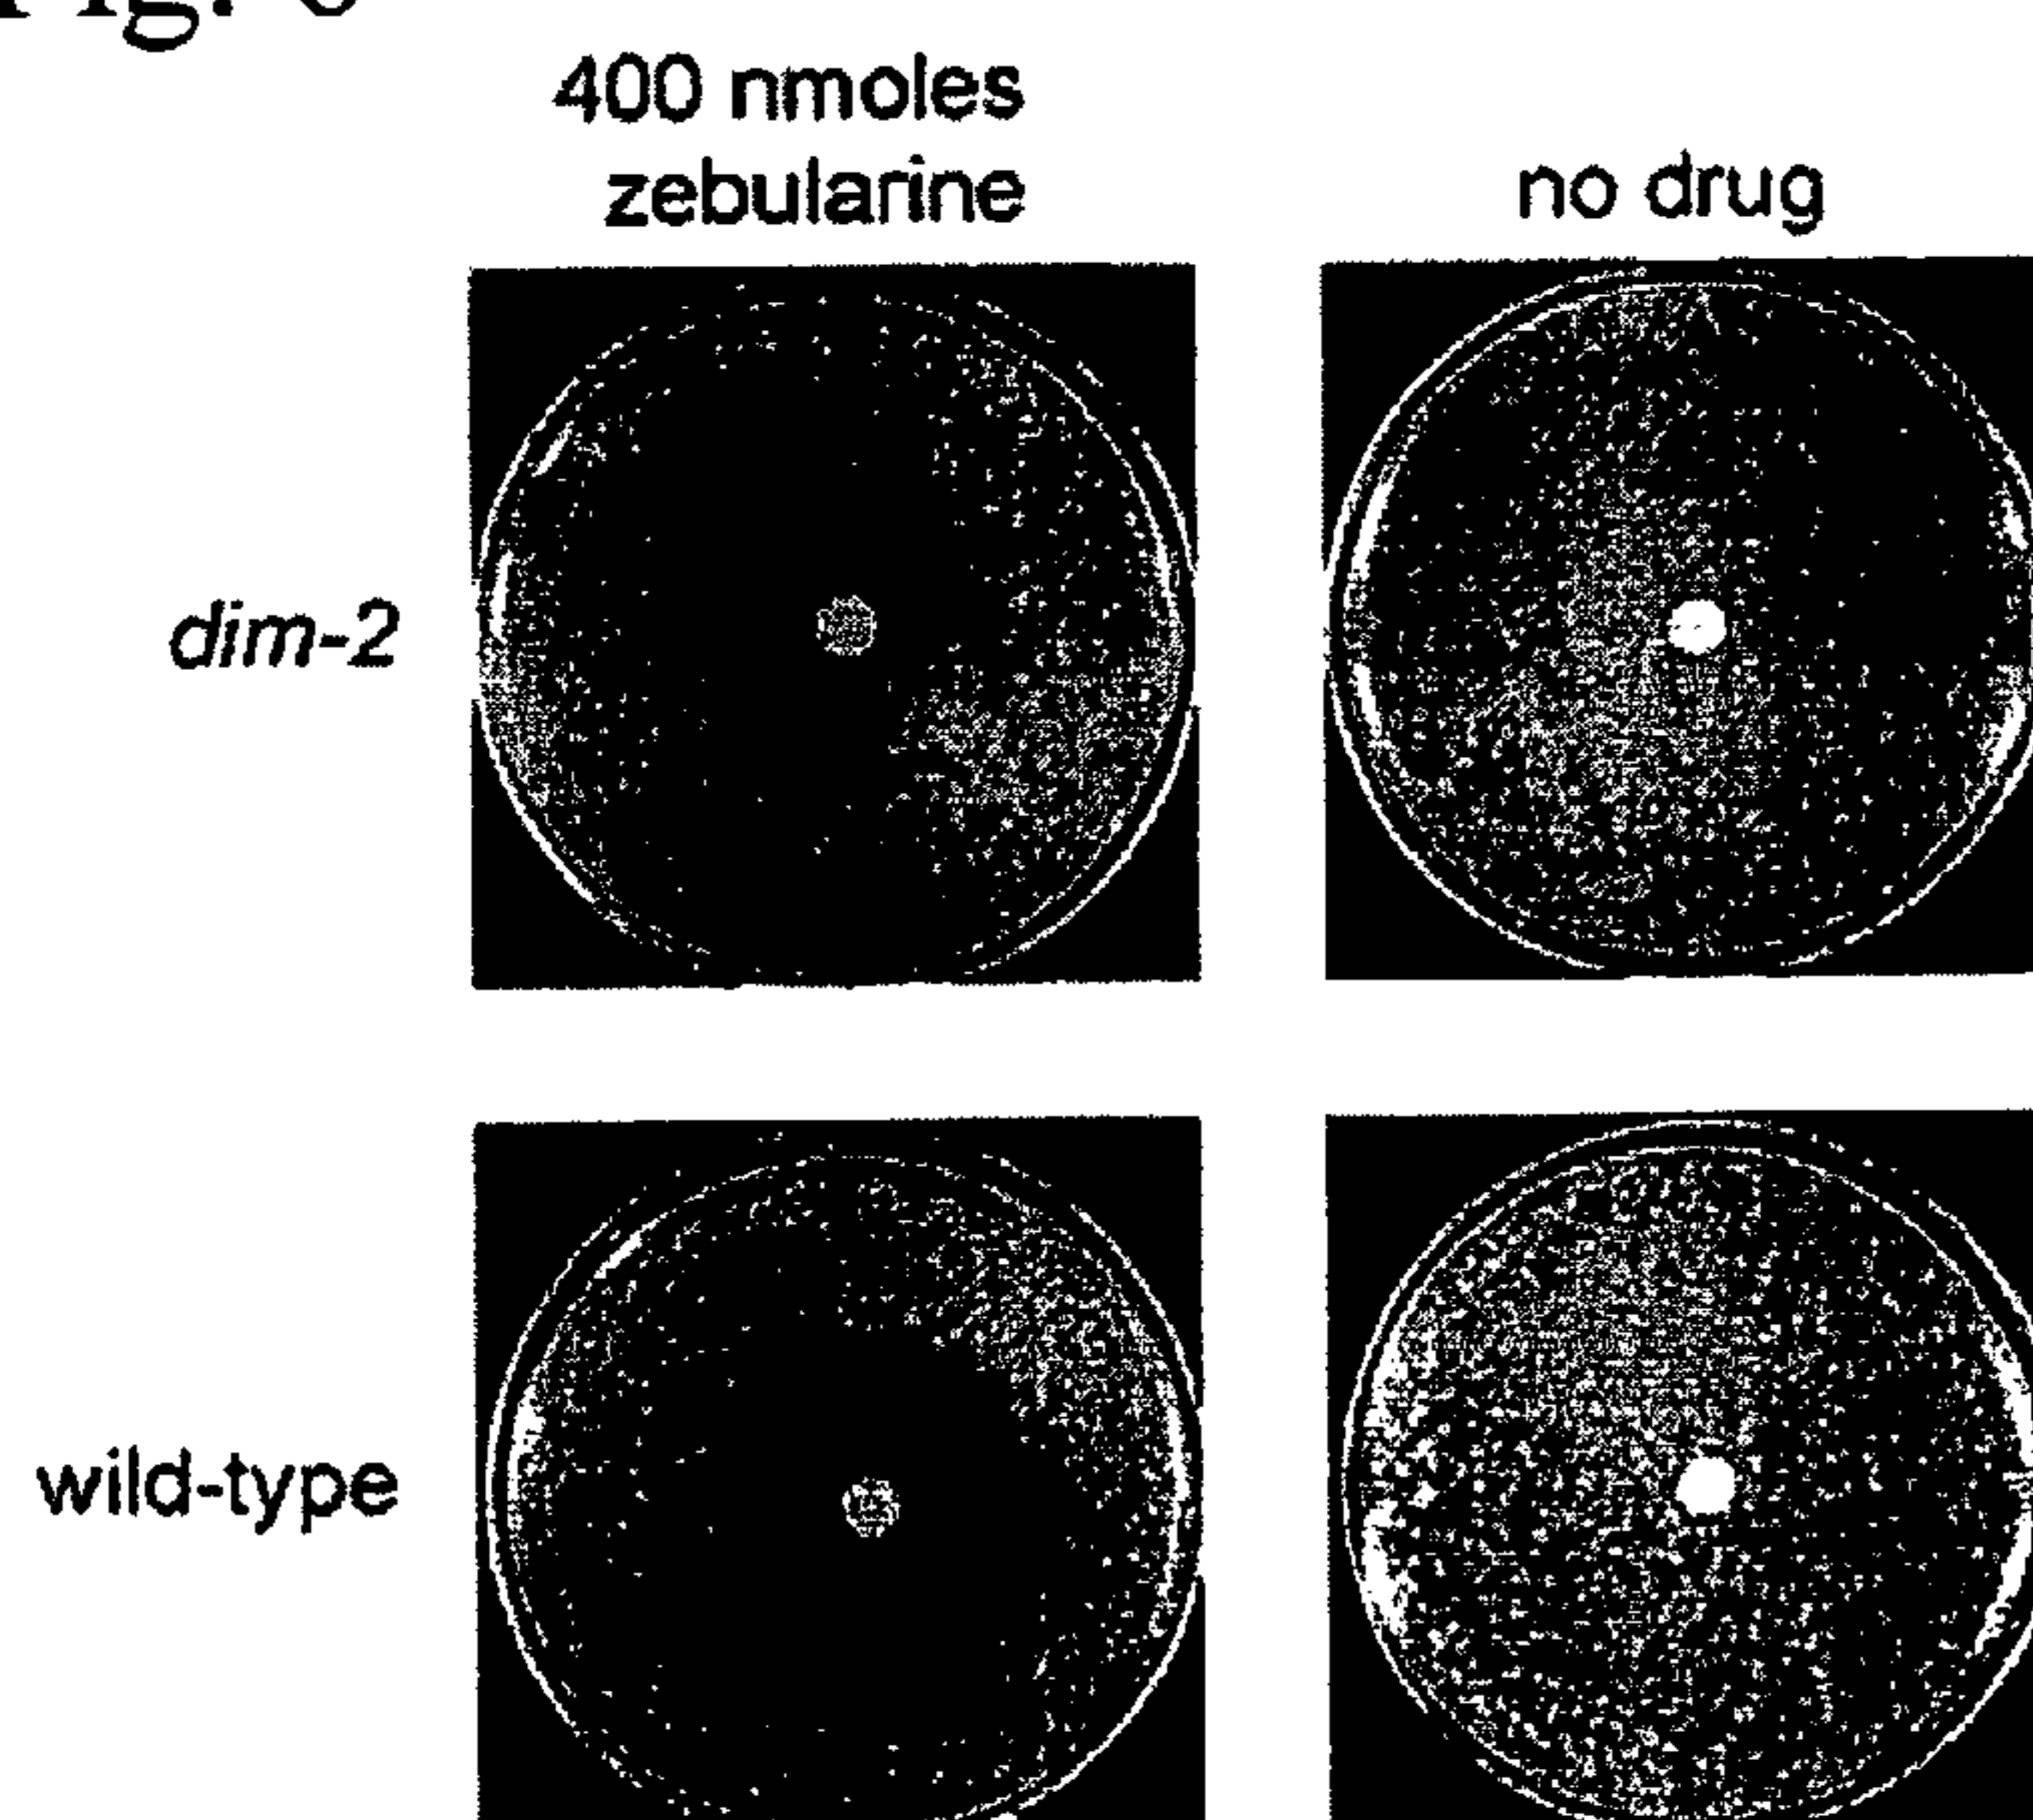 400 nmoles
zebularine
no drug
dim-2
wild-type